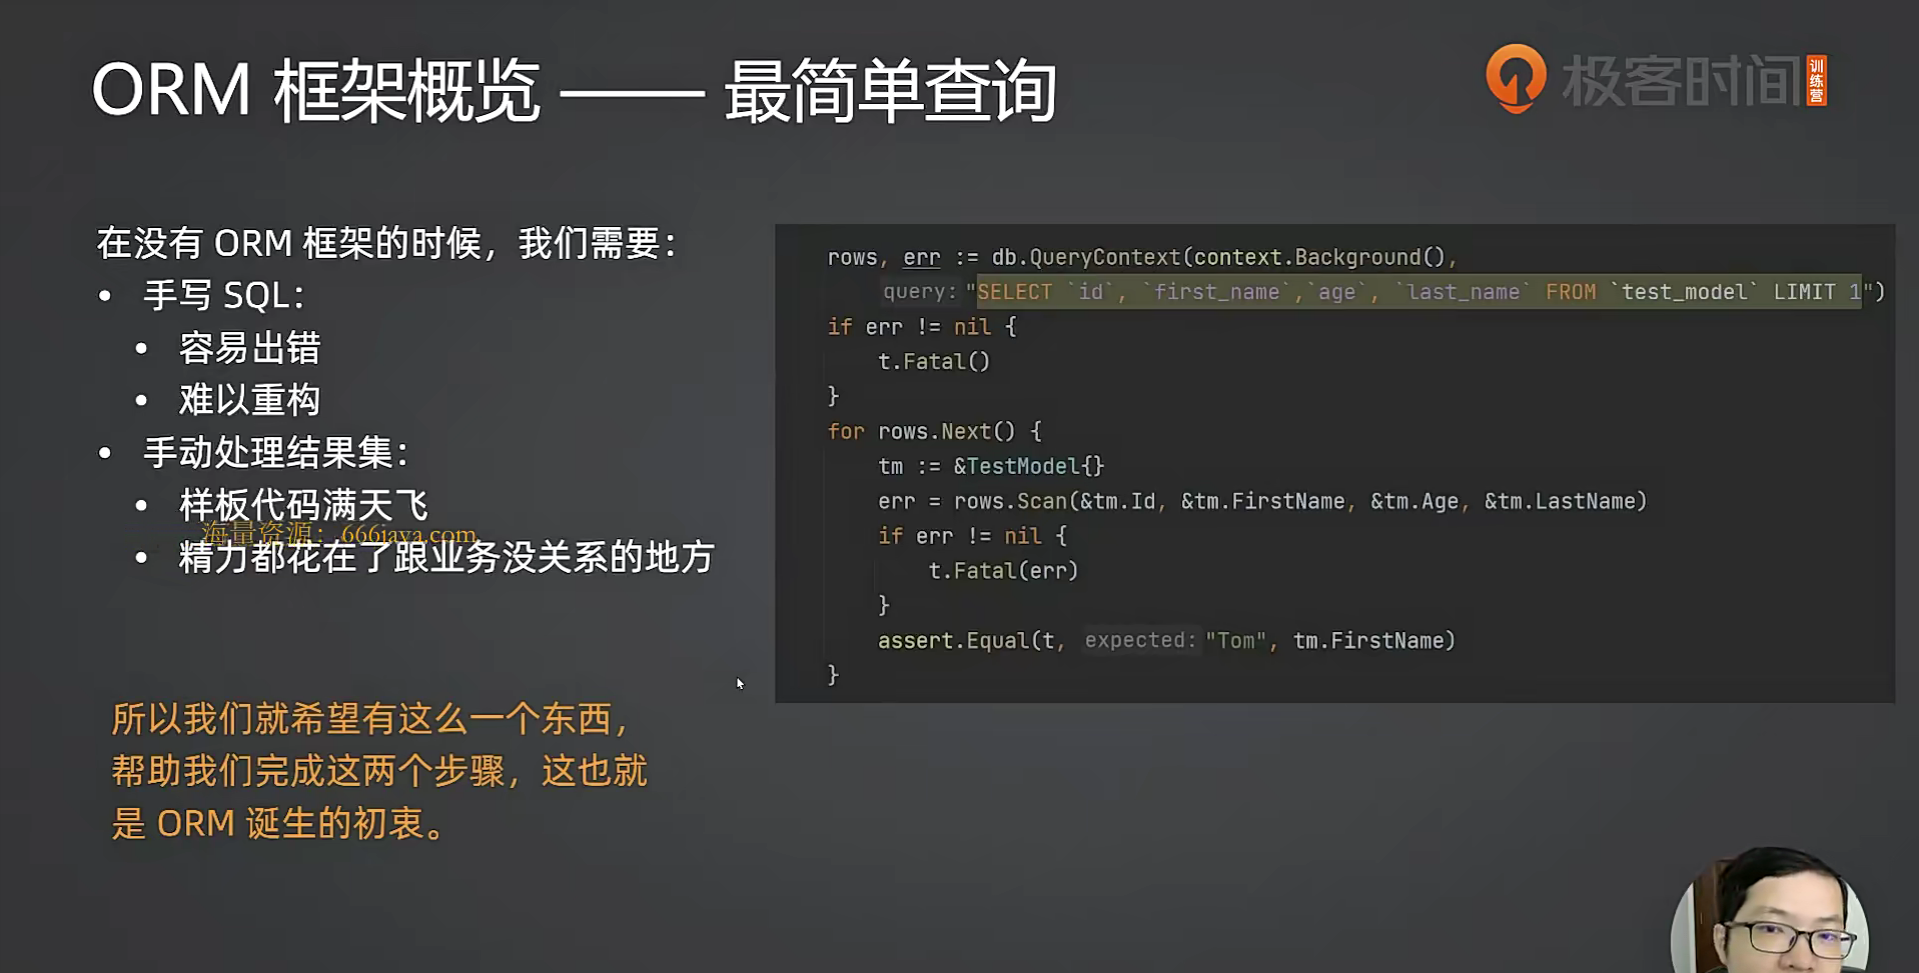 ORM 框架概览 —— 最简单查询
极客时间
训练营
在没有 ORM 框架的时候，我们需要：
• 手写 SQL：
• 容易出错
• 难以重构
• 手动处理结果集：
• 样板代码满天飞
海量资源：666java.com
• 精力都花在了跟业务没关系的地方
所以我们就希望有这么一个东西，
帮助我们完成这两个步骤，这也就
是 ORM 诞生的初衷。
rows, err := db.QueryContext(context.Background(),
query: "SELECT `id`, `first_name`,`age`, `last_name` FROM `test_model` LIMIT 1")
if err != nil {
t.Fatal()
}
for rows.Next() {
tm := &TestModel{}
err = rows.Scan(&tm.Id, &tm.FirstName, &tm.Age, &tm.LastName)
if err != nil {
t.Fatal(err)
}
assert.Equal(t, expected: "Tom", tm.FirstName)
}